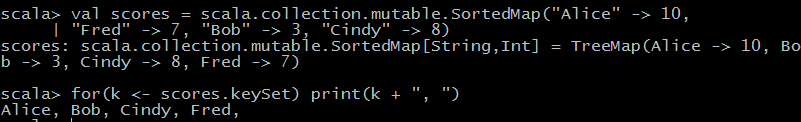 scala> val scores = scala.collection.mutable.SortedMap("Alice" -> 10,
     | "Fred" -> 7, "Bob" -> 3, "Cindy" -> 8)
scores: scala.collection.mutable.SortedMap[String,Int] = TreeMap(Alice -> 10, Bo
b -> 3, Cindy -> 8, Fred -> 7)
scala> for(k <- scores.keySet) print(k + ", ")
Alice, Bob, Cindy, Fred,